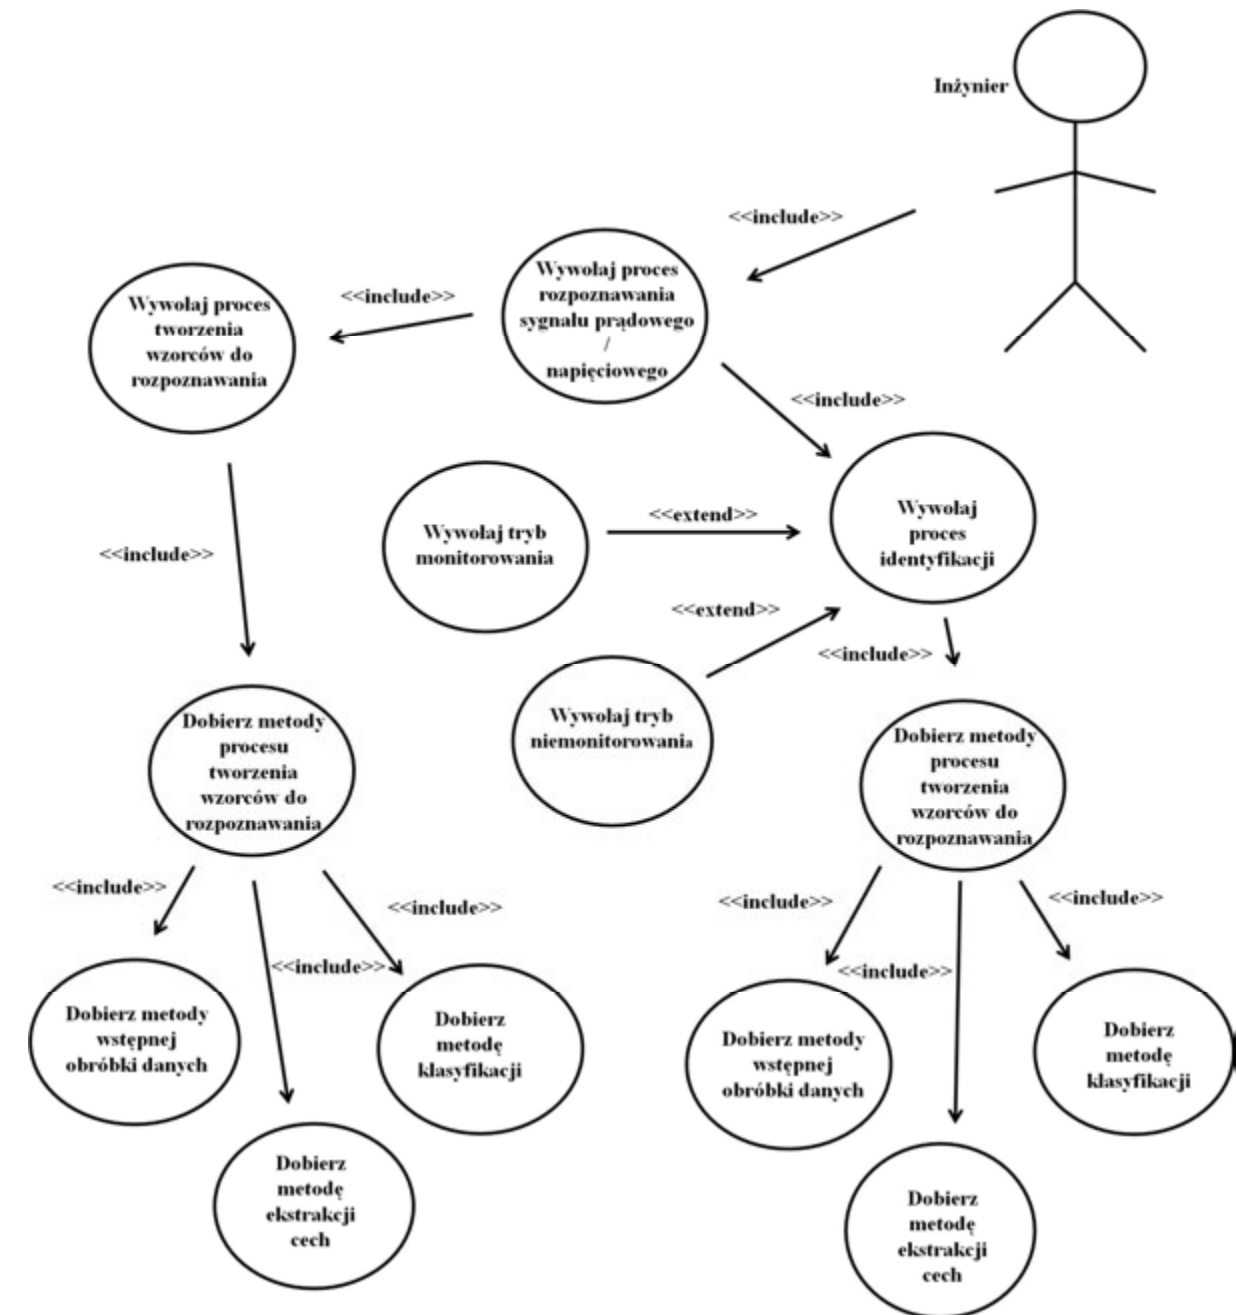 Inżynier
<<include>>
Wywołaj proces
rozpoznawania
sygnału prądowego
/
napięciowego
<<include>>
Wywołaj proces
tworzenia
wzorców do
rozpoznawania
<<include>>
Wywołaj
proces
identyfikacji
<<extend>>
Wywołaj tryb
monitorowania
<<include>>
<<extend>>
Wywołaj tryb
niemonitorowania
<<include>>
Dobierz metody
procesu
tworzenia
wzorców do
rozpoznawania
Dobierz metody
procesu
tworzenia
wzorców do
rozpoznawania
<<include>>
<<include>>
<<include>>
<<include>>
<<include>>
<<include>>
Dobierz metody
wstępnej
obróbki danych
Dobierz
metodę
klasyfikacji
Dobierz metody
wstępnej
obróbki danych
Dobierz
metodę
klasyfikacji
Dobierz
metodę
ekstrakcji
cech
Dobierz
metodę
ekstrakcji
cech